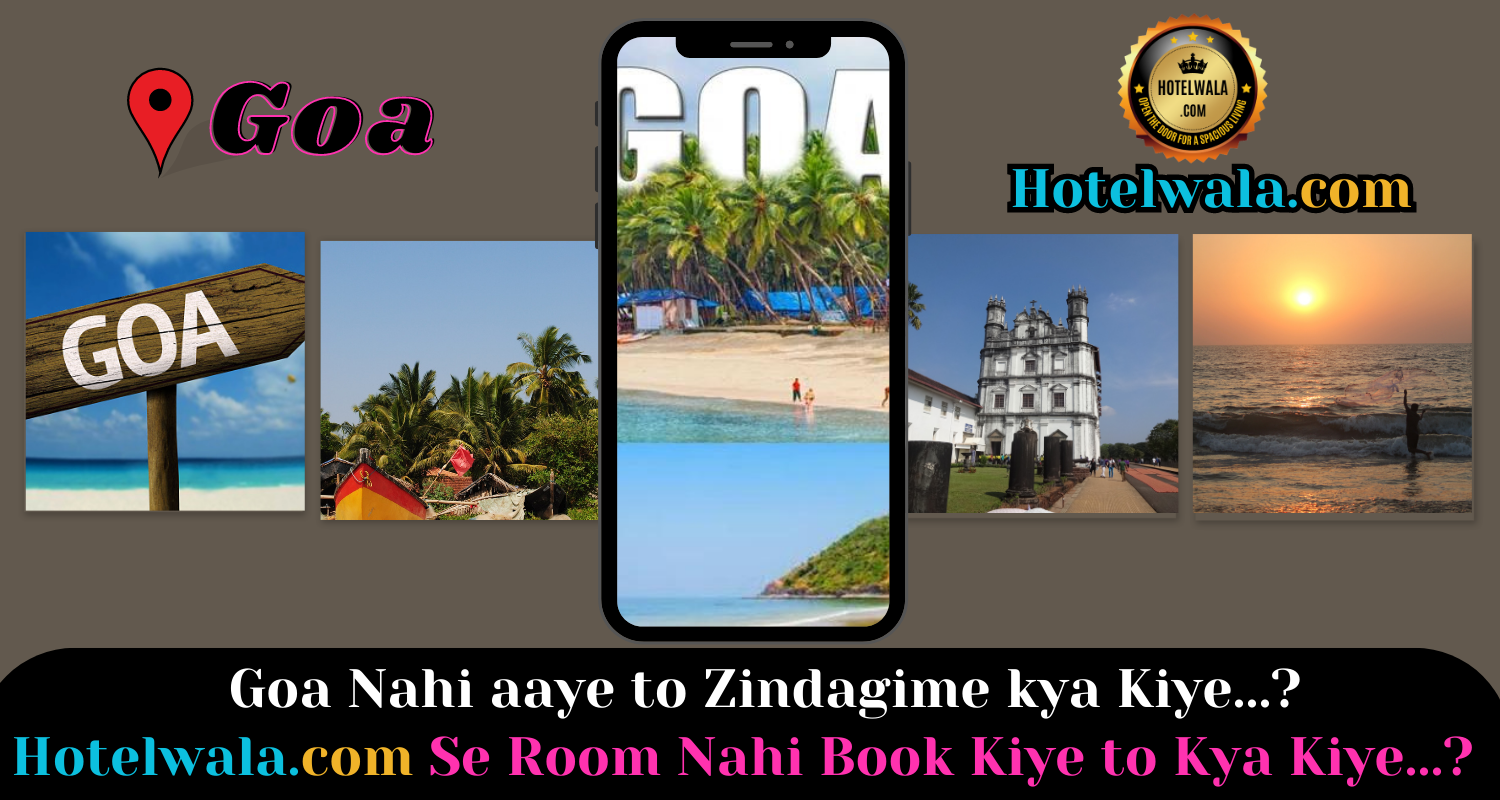 Goa
GOA
HOTELWALA
.COM
OPEN THE DOOR FOR A SPACIOUS LIVING
Hotelwala.com
GOA
Goa Nahi aaye to Zindagime kya Kiye...?
Hotelwala.com Se Room Nahi Book Kiye to Kya Kiye...?